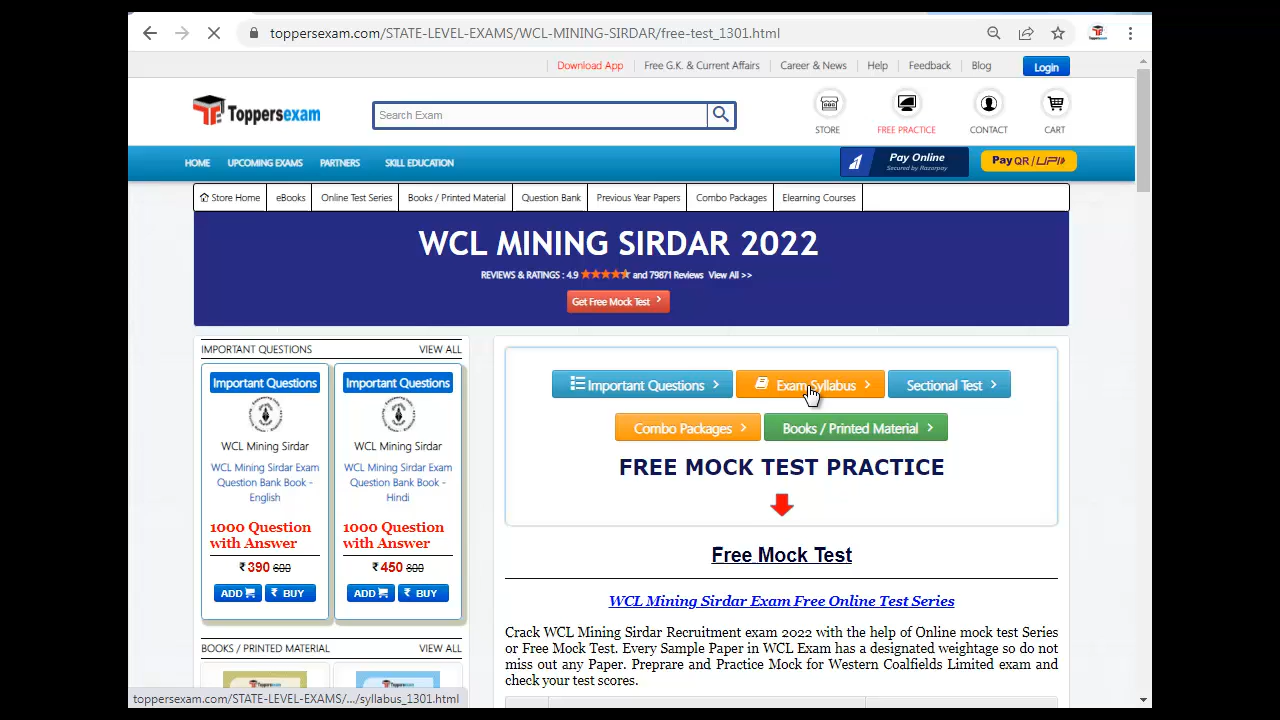 toppersexam.com/STATE-LEVEL-EXAMS/WCL-MINING-SIRDAR/free-test_1301.html
Download App Free G.K. & Current Affairs Career & News Help Feedback Blog Login
Toppersexam
Search Exam
STORE FREE PRACTICE CONTACT CART
HOME UPCOMING EXAMS PARTNERS SKILL EDUCATION
Pay Online
Secured by Razorpay
Pay QR / UPI
Store Home eBooks Online Test Series Books / Printed Material Question Bank Previous Year Papers Combo Packages Elearning Courses
WCL MINING SIRDAR 2022
REVIEWS & RATINGS : 4.9 and 79871 Reviews View All >>
Get Free Mock Test
IMPORTANT QUESTIONS VIEW ALL
Important Questions
WCL Mining Sirdar
WCL Mining Sirdar Exam
Question Bank Book -
English
1000 Question
with Answer
₹ 390 600
ADD ₹ BUY
Important Questions
WCL Mining Sirdar
WCL Mining Sirdar Exam
Question Bank Book -
Hindi
1000 Question
with Answer
₹ 450 800
ADD ₹ BUY
BOOKS / PRINTED MATERIAL VIEW ALL
Toppersexam
Toppersexam
Important Questions Exam Syllabus Sectional Test
Combo Packages Books / Printed Material
FREE MOCK TEST PRACTICE
Free Mock Test
WCL Mining Sirdar Exam Free Online Test Series
Crack WCL Mining Sirdar Recruitment exam 2022 with the help of Online mock test Series
or Free Mock Test. Every Sample Paper in WCL Exam has a designated weightage so do not
miss out any Paper. Preprare and Practice Mock for Western Coalfields Limited exam and
check your test scores.
toppersexam.com/STATE-LEVEL-EXAMS/.../syllabus_1301.html